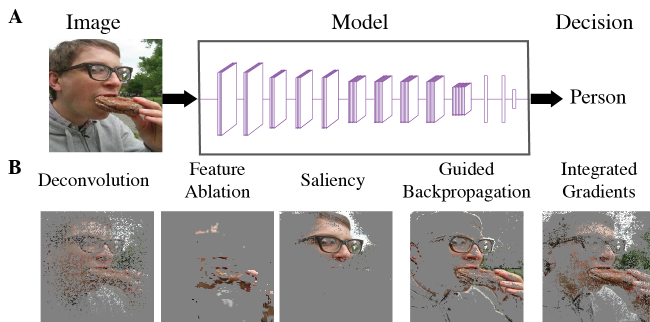 A
Image
Model
Decision
Person
B
Deconvolution
Feature
Ablation
Saliency
Guided
Backpropagation
Integrated
Gradients